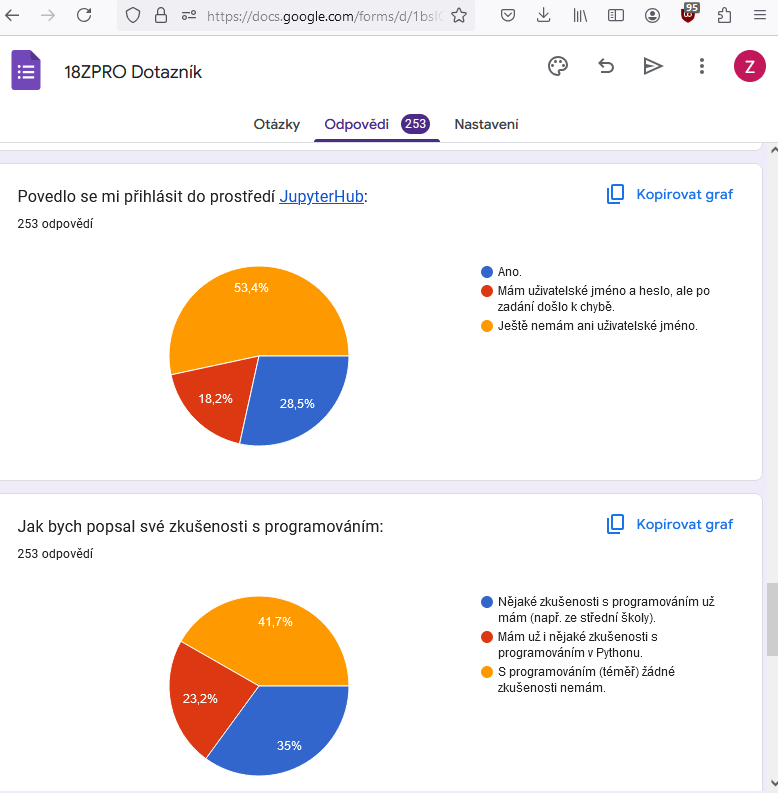 https://docs.google.com/forms/d/1bsI
95
18ZPRO Dotazník
Z
Otázky
Odpovědi 253
Nastavení
Povedlo se mi přihlásit do prostředí JupyterHub:
Kopírovat graf
253 odpovědí
53,4%
18,2%
28,5%
Ano.
Mám uživatelské jméno a heslo, ale po
zadání došlo k chybě.
Ještě nemám ani uživatelské jméno.
Jak bych popsal své zkušenosti s programováním:
Kopírovat graf
253 odpovědí
41,7%
23,2%
35%
Nějaké zkušenosti s programováním už
mám (např. ze střední školy).
Mám už i nějaké zkušenosti s
programováním v Pythonu.
S programováním (téměř) žádné
zkušenosti nemám.